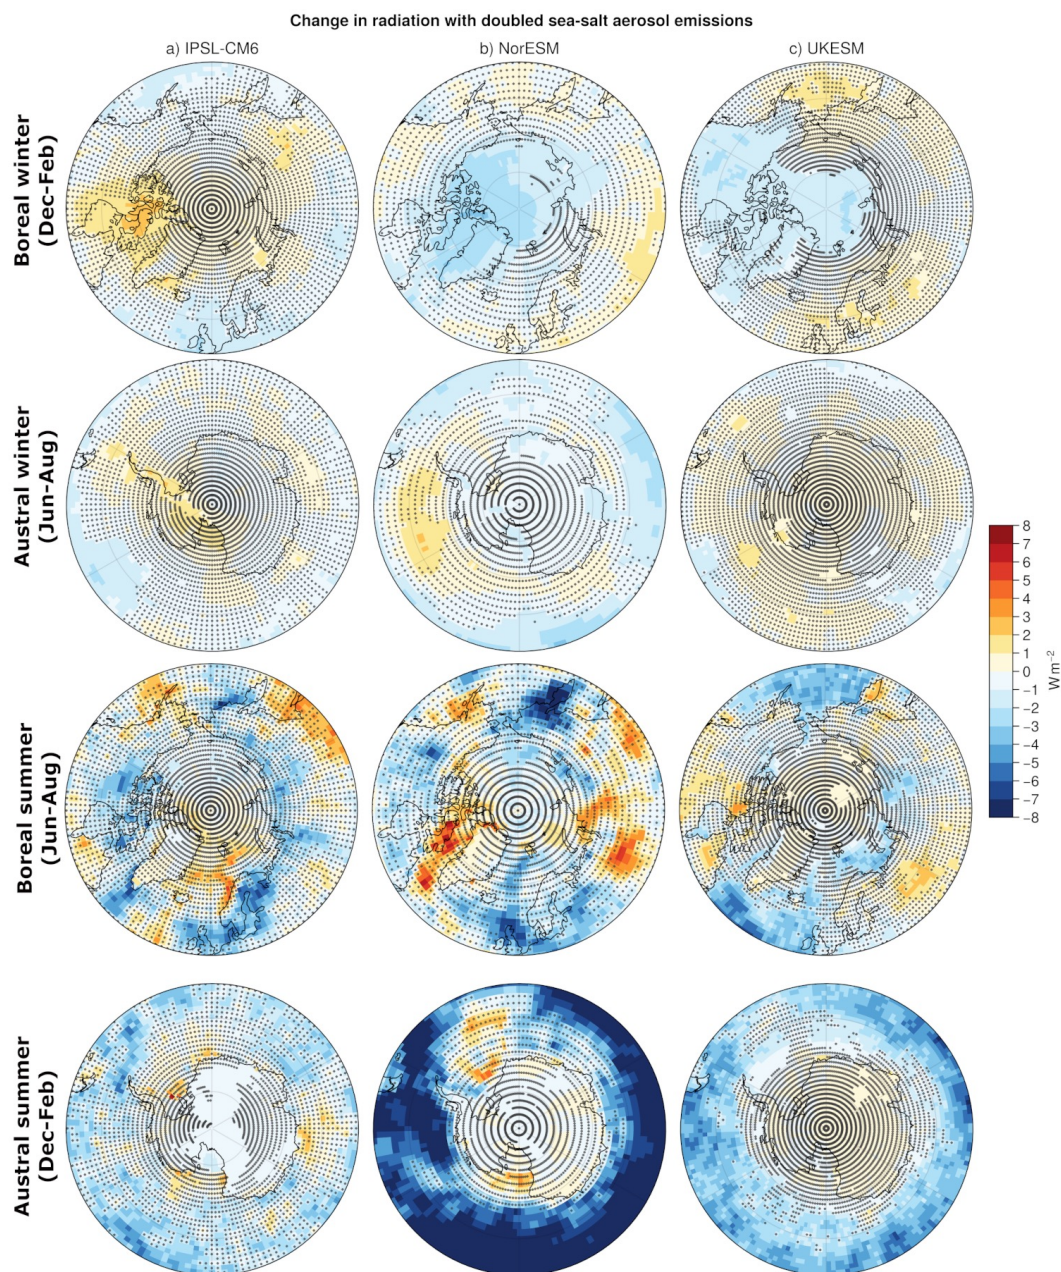 Change in radiation with doubled sea-salt aerosol emissions
a) IPSL-CM6
b) NorESM
c) UKESM
Boreal winter
(Dec-Feb)
Austral winter
(Jun-Aug)
Boreal summer
(Jun-Aug)
Austral summer
(Dec-Feb)
8
7
6
5
4
3
2
1
0
−1
−2
−3
−4
−5
−6
−7
−8
W m⁻²